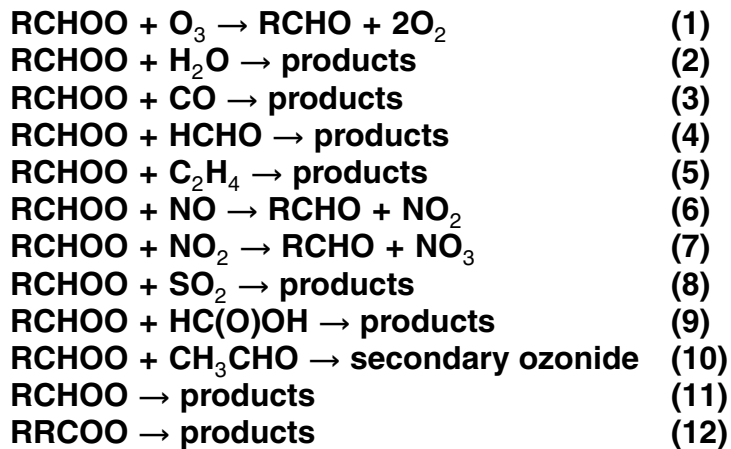 RCHOO + O₃ → RCHO + 2O₂ (1)
RCHOO + H₂O → products (2)
RCHOO + CO → products (3)
RCHOO + HCHO → products (4)
RCHOO + C₂H₄ → products (5)
RCHOO + NO → RCHO + NO₂ (6)
RCHOO + NO₂ → RCHO + NO₃ (7)
RCHOO + SO₂ → products (8)
RCHOO + HC(O)OH → products (9)
RCHOO + CH₃CHO → secondary ozonide (10)
RCHOO → products (11)
RRCOO → products (12)